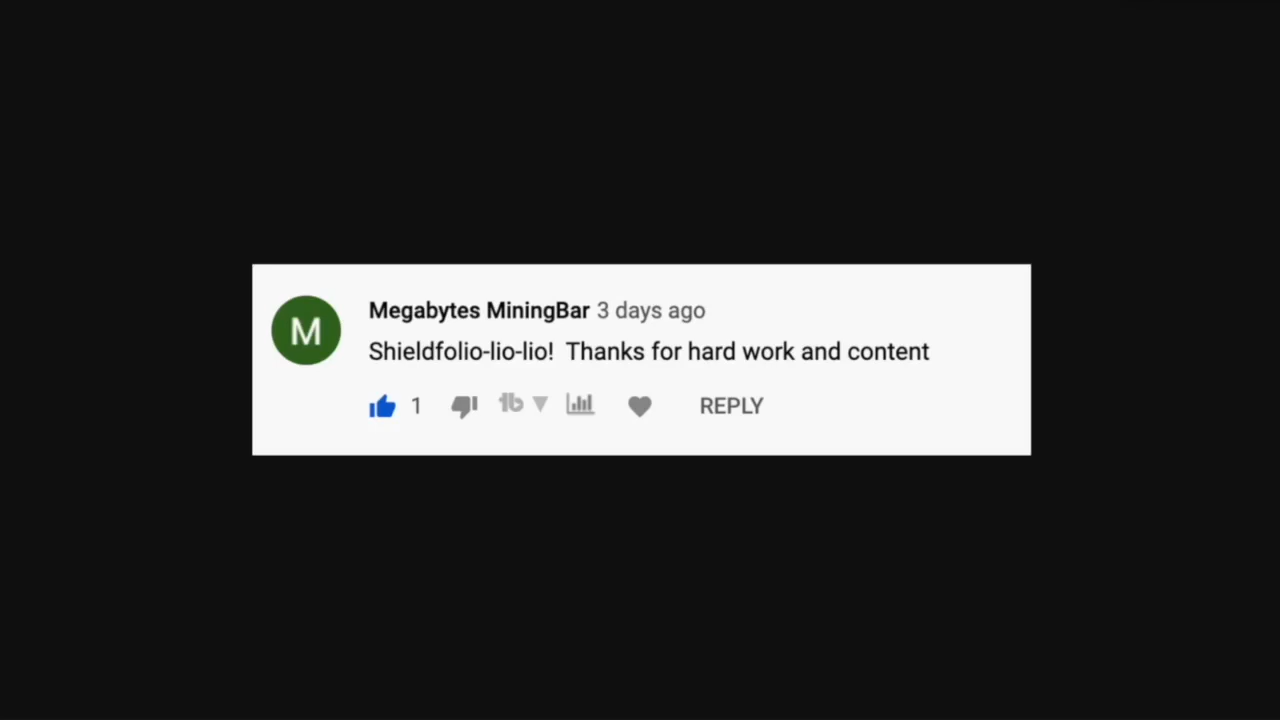 M
Megabytes MiningBar 3 days ago
Shieldfolio-lio-lio!  Thanks for hard work and content
1 REPLY